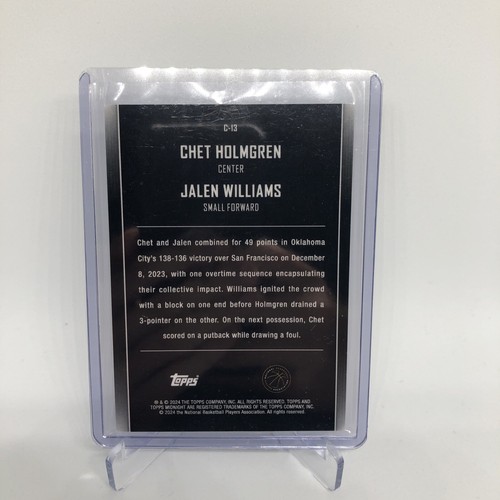 C-13
CHET HOLMGREN
CENTER
JALEN WILLIAMS
SMALL FORWARD
Chet and Jalen combined for 49 points in Oklahoma
City's 138-136 victory over San Francisco on December
8, 2023, with one overtime sequence encapsulating
their collective impact. Williams ignited the crowd
with a block on one end before Holmgren drained a
3-pointer on the other. On the next possession, Chet
scored on a putback while drawing a foul.
Topps
® & © 2024 THE TOPPS COMPANY, INC. ALL RIGHTS RESERVED. TOPPS AND
TOPPS MIDNIGHT ARE REGISTERED TRADEMARKS OF THE TOPPS COMPANY, INC.
© 2024 the National Basketball Players Association. All rights reserved.